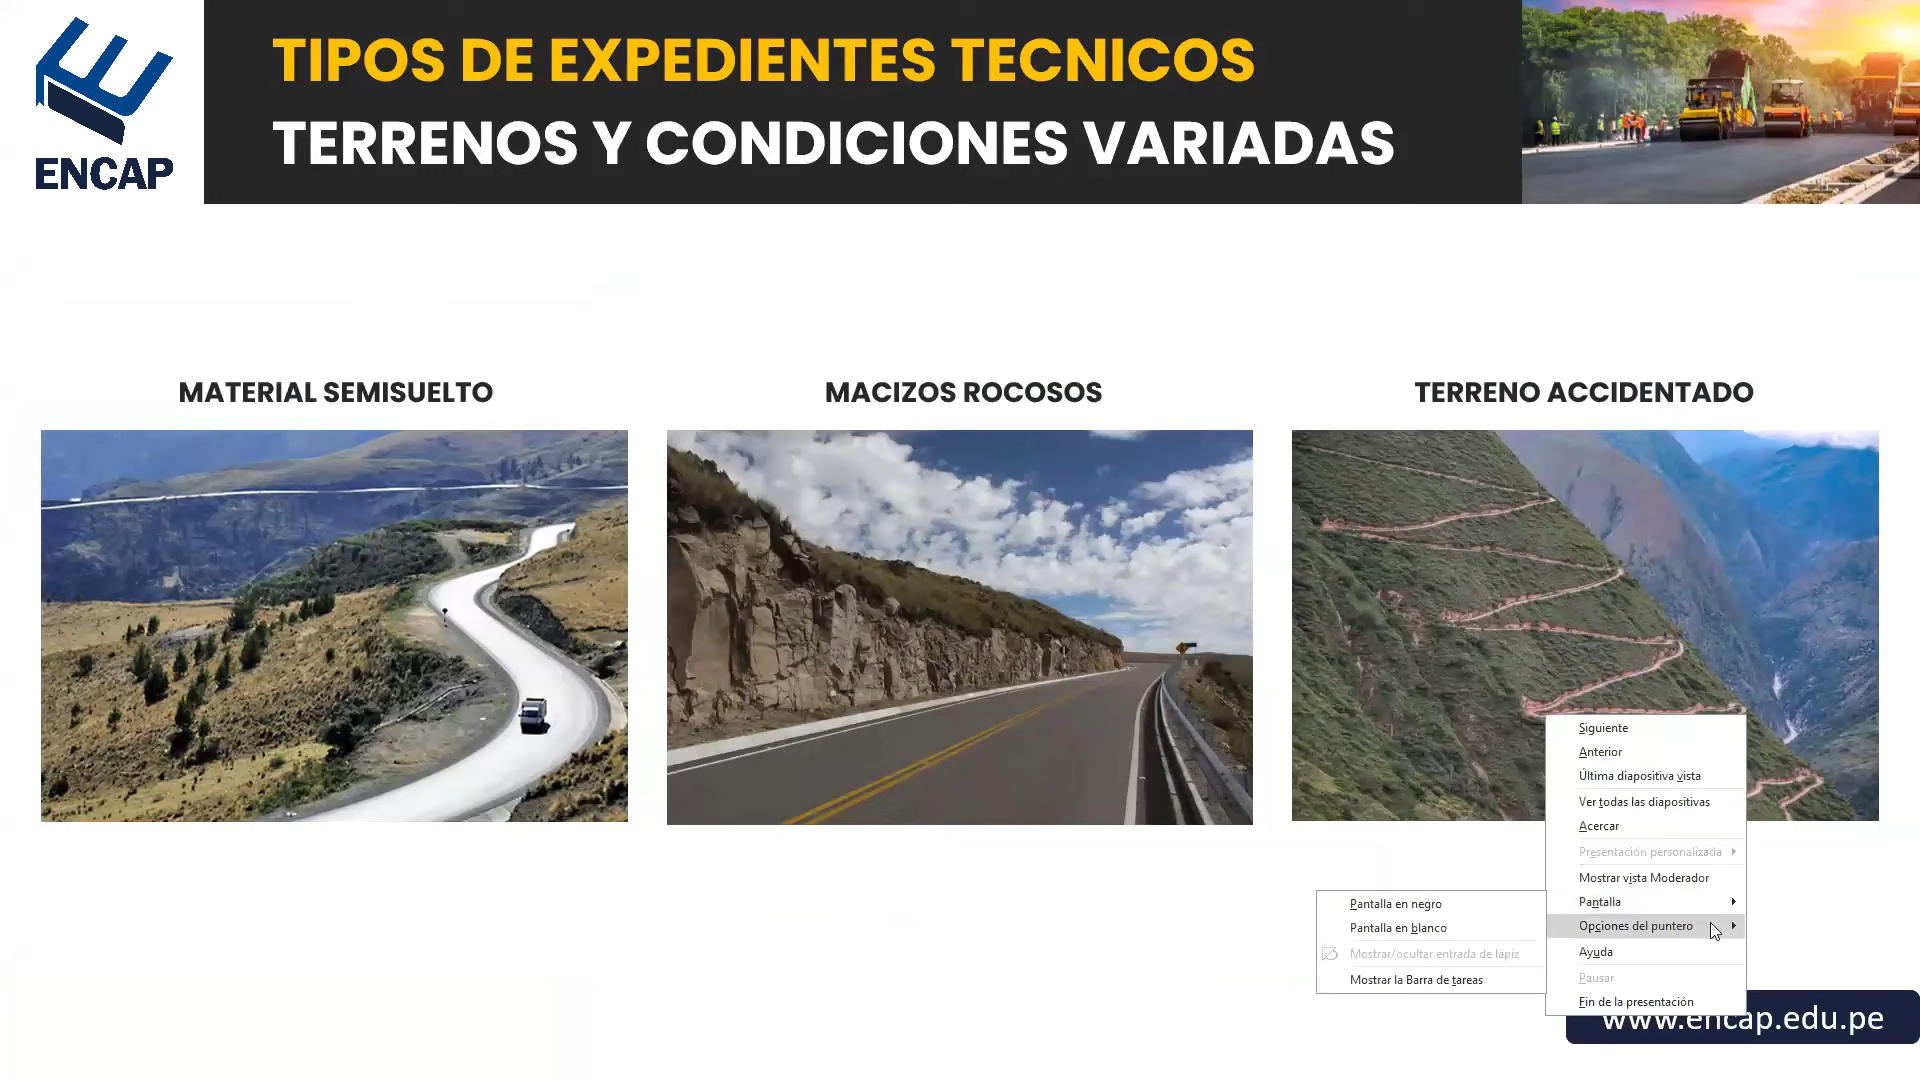 TIPOS DE EXPEDIENTES TECNICOS
TERRENOS Y CONDICIONES VARIADAS
ENCAP
MATERIAL SEMISUELTO
MACIZOS ROCOSOS
TERRENO ACCIDENTADO
Siguiente
Anterior
Última diapositiva vista
Ver todas las diapositivas
Acercar
Presentación personalizada
Mostrar vista Moderador
Pantalla
Opciones del puntero
Ayuda
Pausar
Fin de la presentación
Pantalla en negro
Pantalla en blanco
Mostrar/ocultar entrada de lápiz
Mostrar la Barra de tareas
www.encap.edu.pe